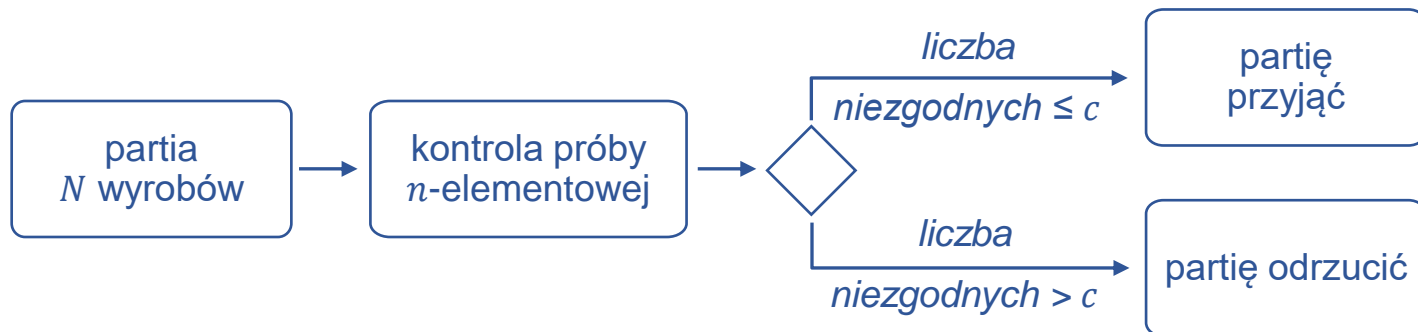 partia
N wyrobów
kontrola próby
n-elementowej
liczba
niezgodnych ≤ c
partię
przyjąć
liczba
niezgodnych > c
partię odrzucić